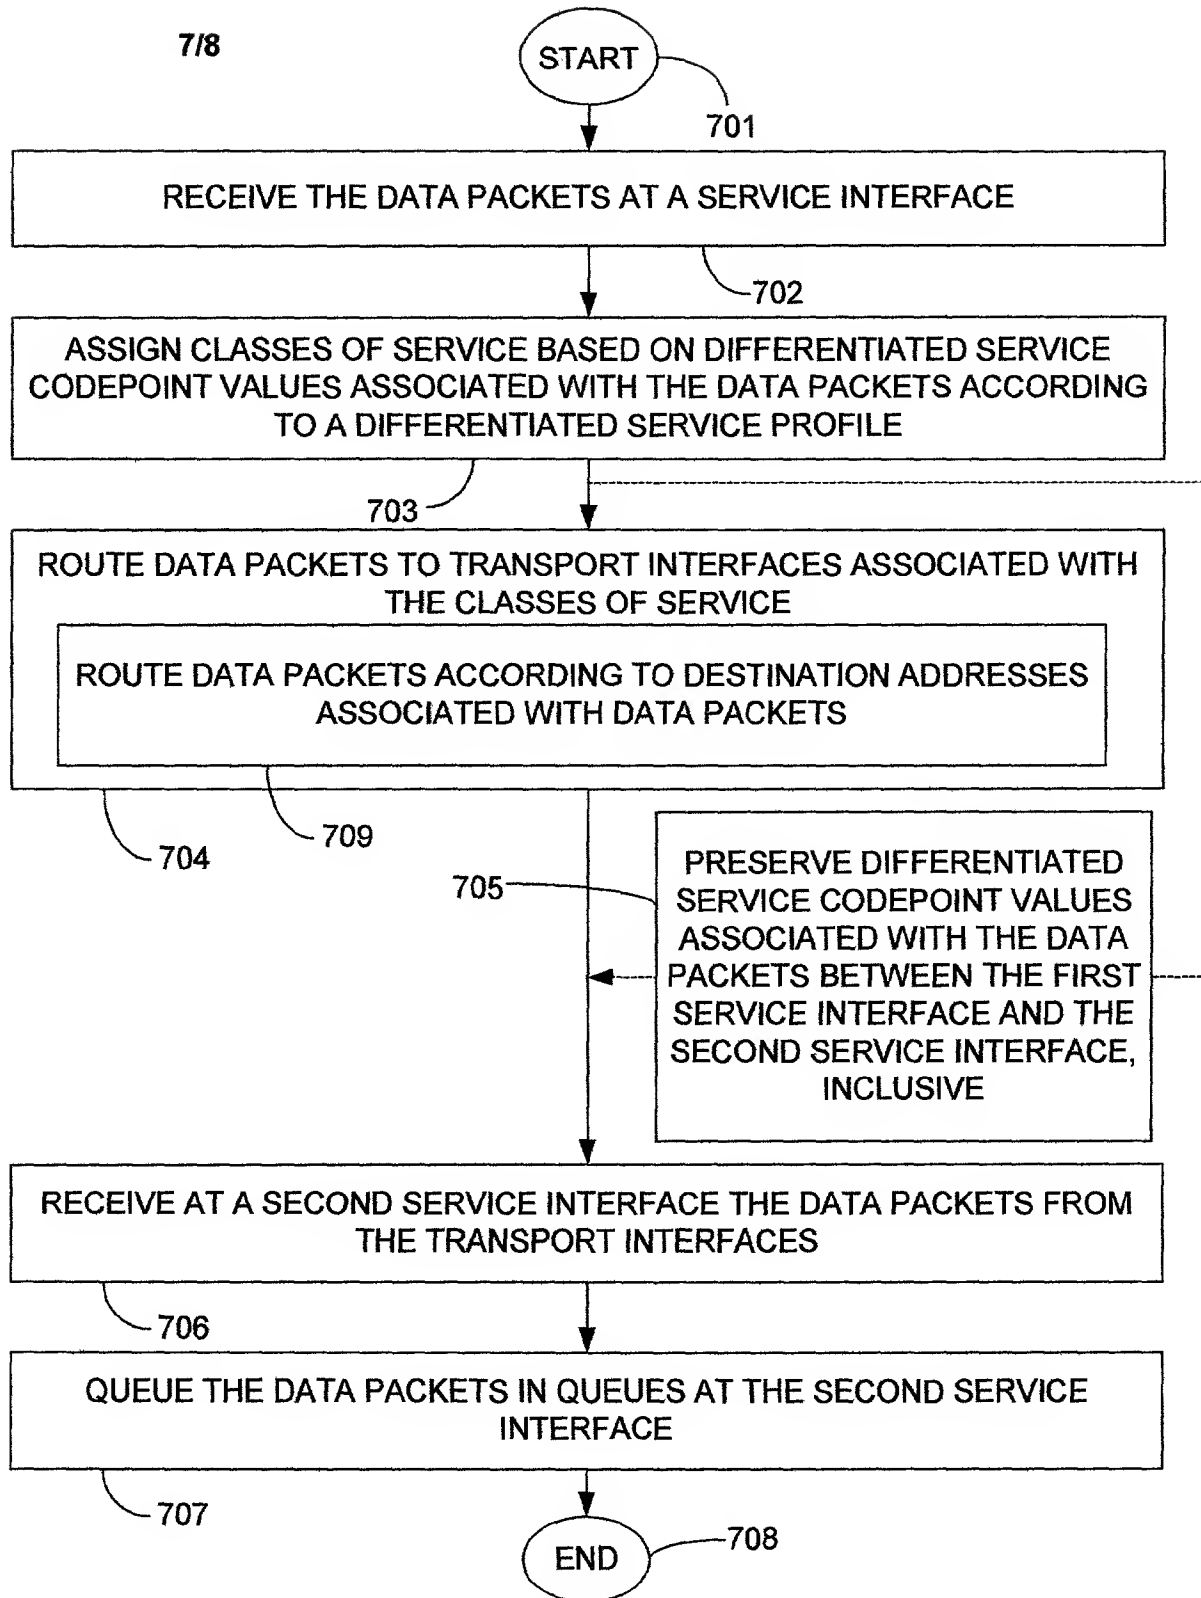 7/8
START
701
RECEIVE THE DATA PACKETS AT A SERVICE INTERFACE
702
ASSIGN CLASSES OF SERVICE BASED ON DIFFERENTIATED SERVICE
CODEPOINT VALUES ASSOCIATED WITH THE DATA PACKETS ACCORDING
TO A DIFFERENTIATED SERVICE PROFILE
703
ROUTE DATA PACKETS TO TRANSPORT INTERFACES ASSOCIATED WITH
THE CLASSES OF SERVICE
ROUTE DATA PACKETS ACCORDING TO DESTINATION ADDRESSES
ASSOCIATED WITH DATA PACKETS
709
704
705
PRESERVE DIFFERENTIATED
SERVICE CODEPOINT VALUES
ASSOCIATED WITH THE DATA
PACKETS BETWEEN THE FIRST
SERVICE INTERFACE AND THE
SECOND SERVICE INTERFACE,
INCLUSIVE
RECEIVE AT A SECOND SERVICE INTERFACE THE DATA PACKETS FROM
THE TRANSPORT INTERFACES
706
QUEUE THE DATA PACKETS IN QUEUES AT THE SECOND SERVICE
INTERFACE
707
END
708